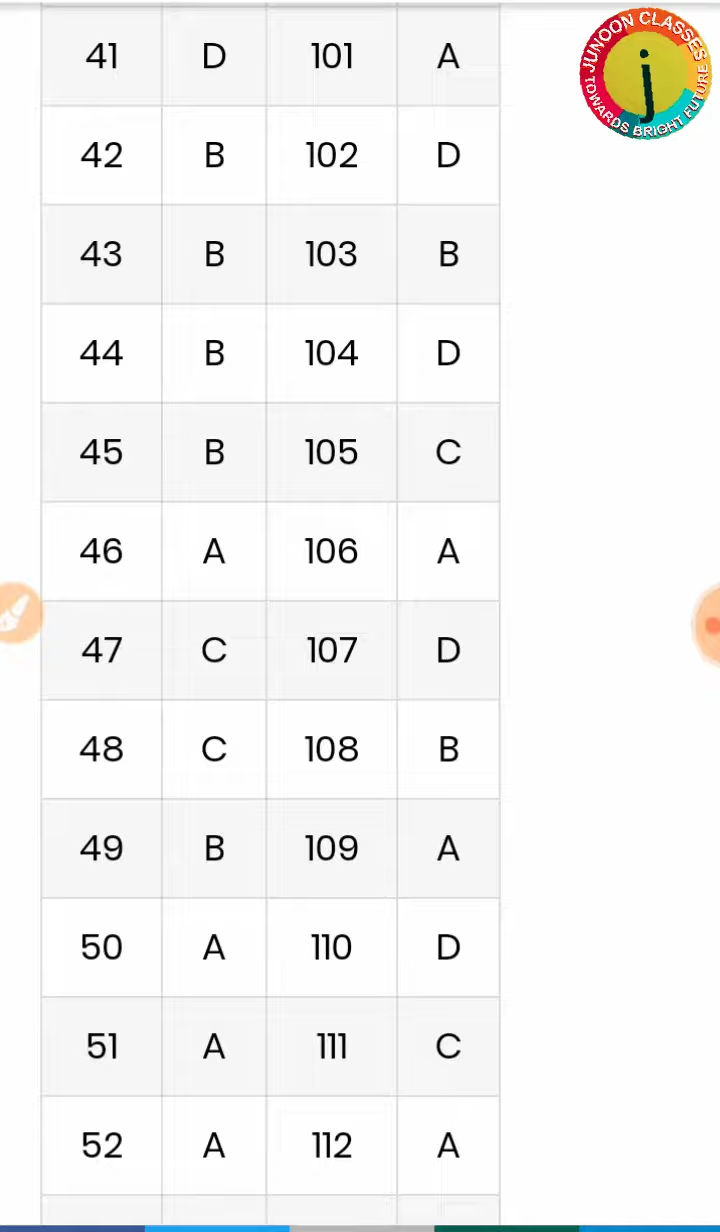 JUNOON CLASSES
TOWARDS BRIGHT FUTURE
j
41 D 101 A
42 B 102 D
43 B 103 B
44 B 104 D
45 B 105 C
46 A 106 A
47 C 107 D
48 C 108 B
49 B 109 A
50 A 110 D
51 A 111 C
52 A 112 A